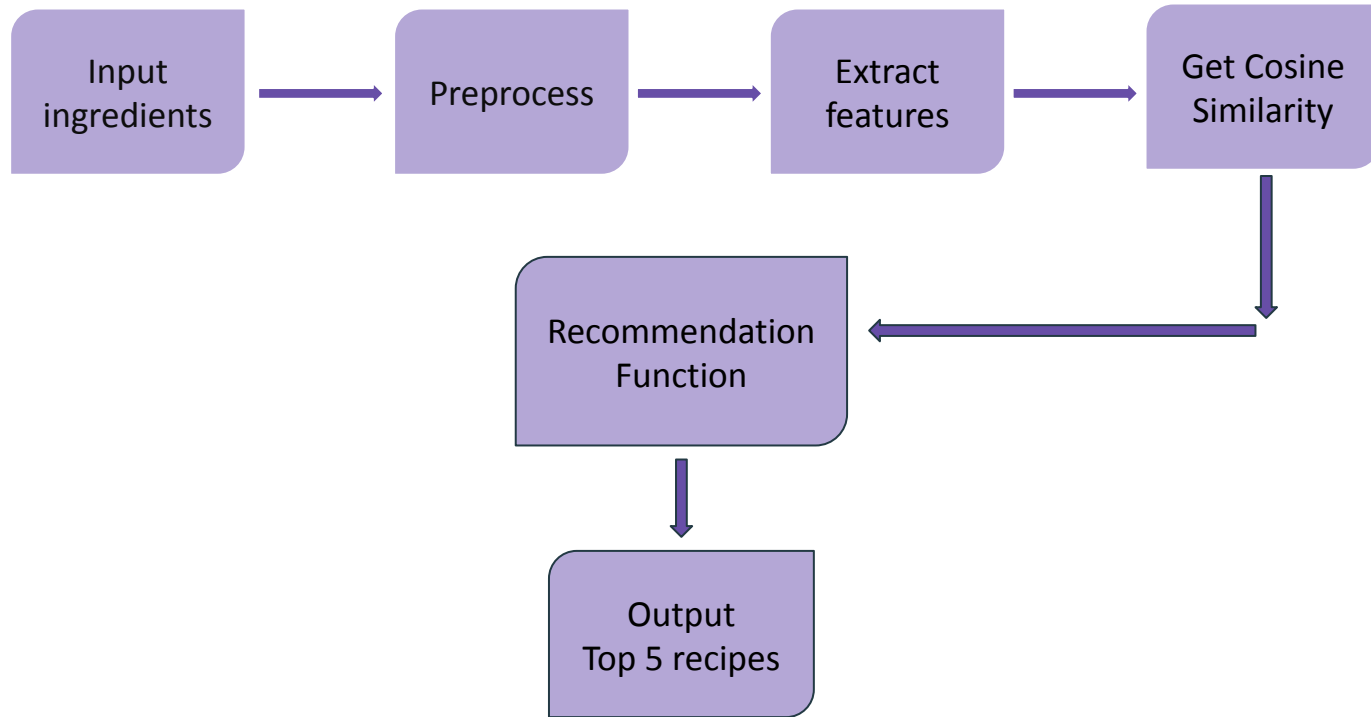 Input
ingredients
Preprocess
Extract
features
Get Cosine
Similarity
Recommendation
Function
Output
Top 5 recipes